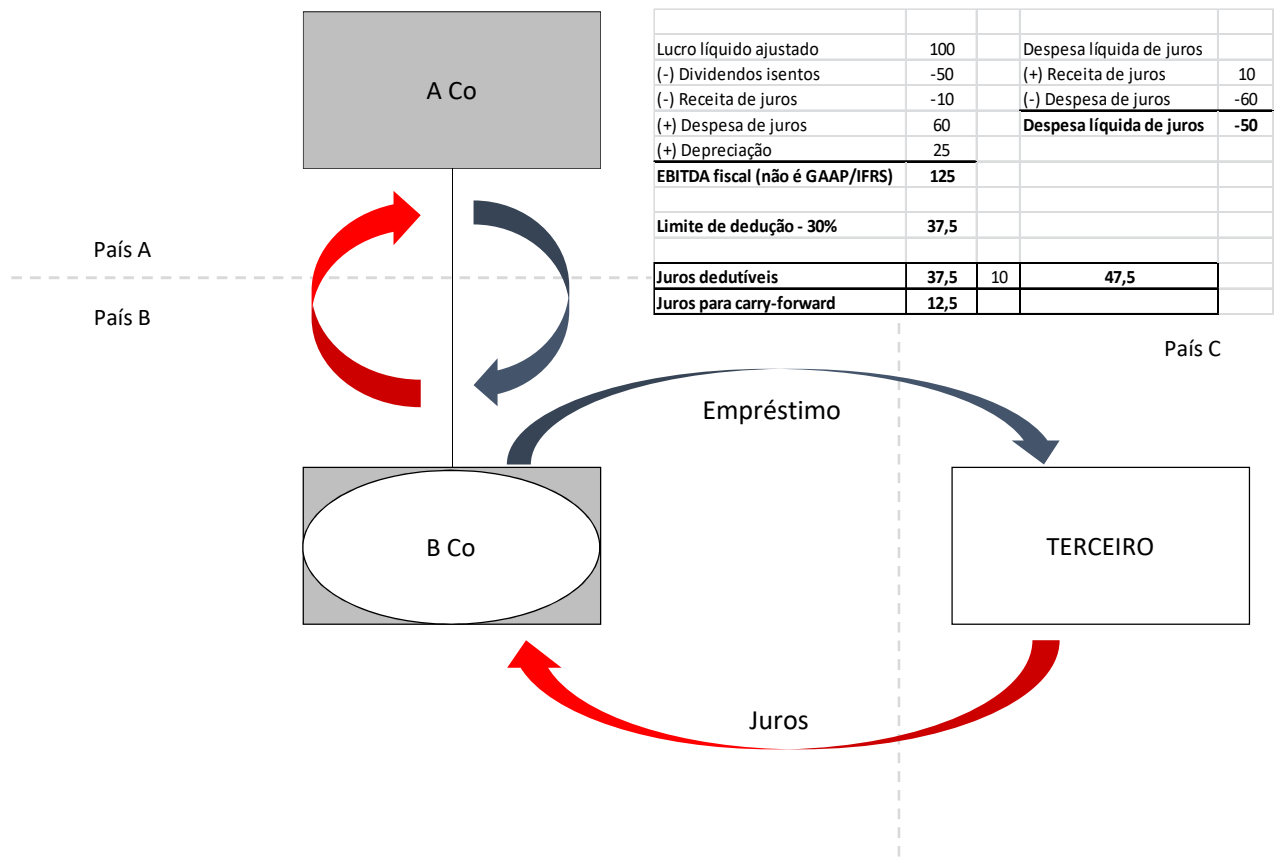 A Co
Lucro líquido ajustado 100 Despesa líquida de juros
(-) Dividendos isentos -50 (+) Receita de juros 10
(-) Receita de juros -10 (-) Despesa de juros -60
(+) Despesa de juros 60 Despesa líquida de juros -50
(+) Depreciação 25
EBITDA fiscal (não é GAAP/IFRS) 125
Limite de dedução - 30% 37,5
Juros dedutíveis 37,5 10 47,5
Juros para carry-forward 12,5
País A
País B
País C
Empréstimo
B Co
TERCEIRO
Juros